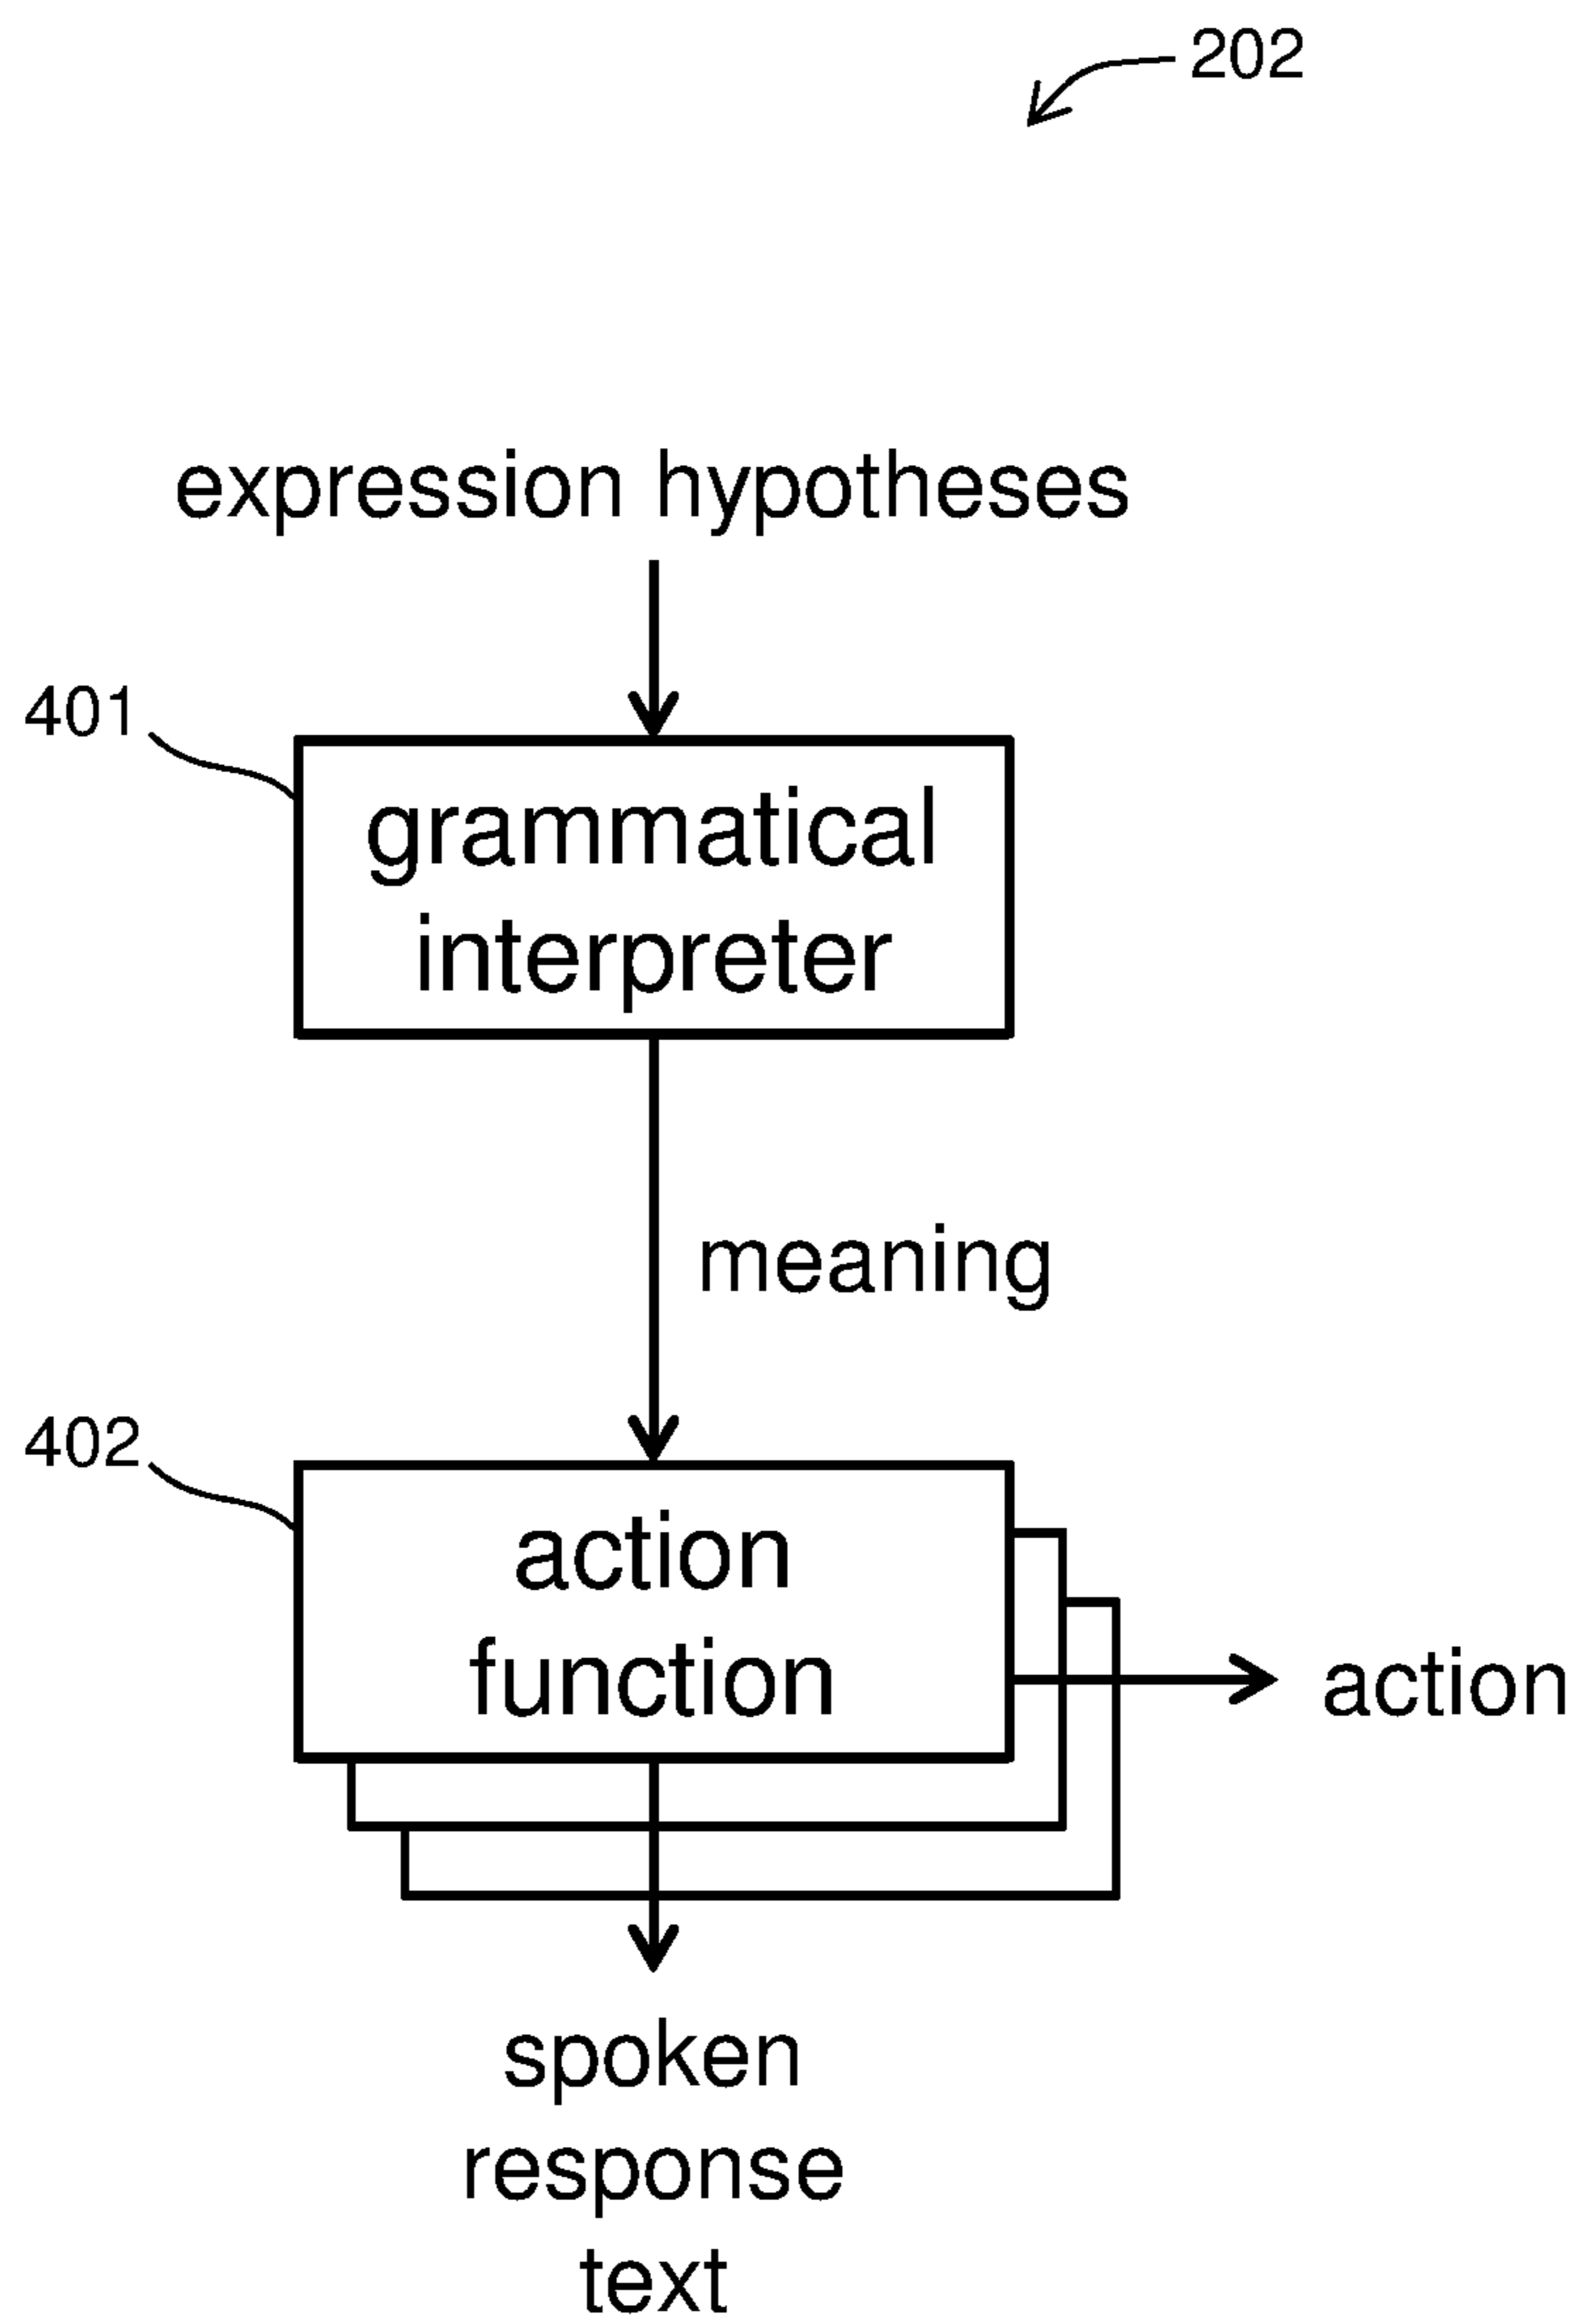 202
expression hypotheses
401
grammatical
interpreter
meaning
402
action
function
action
spoken
response
text